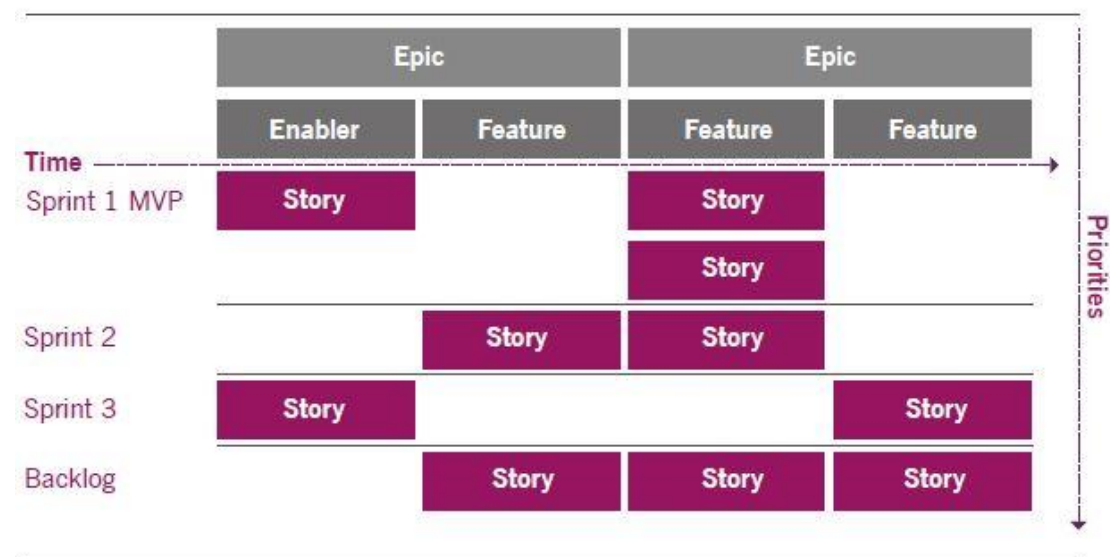 Epic Epic
Enabler Feature Feature Feature
Time
Sprint 1 MVP Story Story
Story
Sprint 2 Story Story
Sprint 3 Story Story
Backlog Story Story Story
Priorities